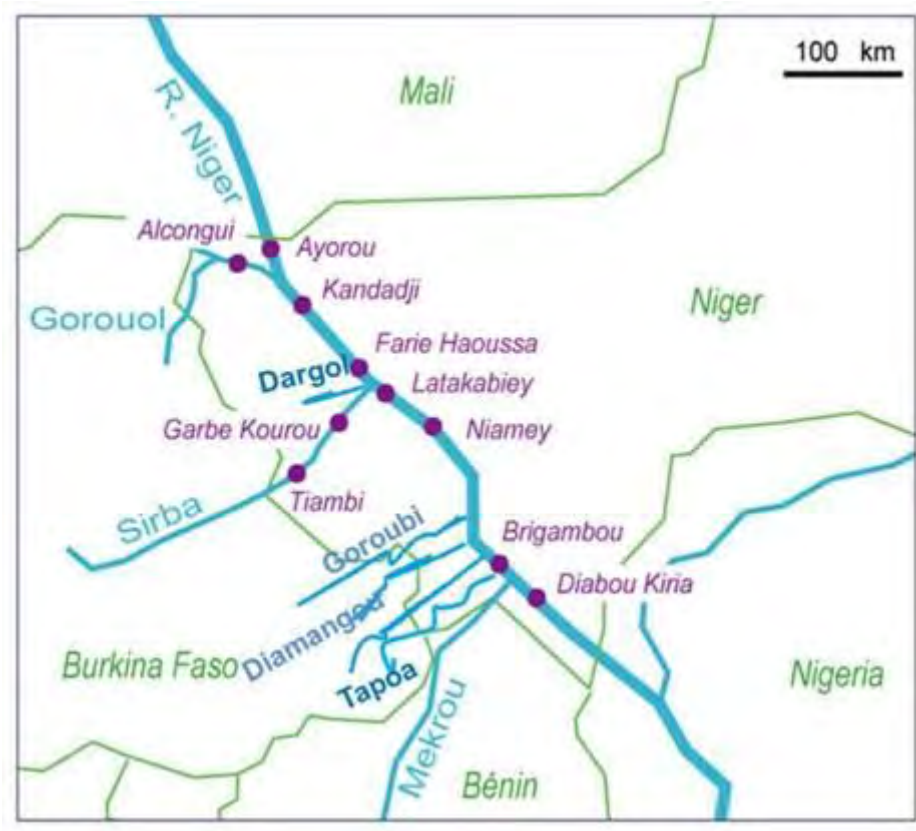 100 km
Mali
R. Niger
Alcongui
Ayorou
Kandadji
Niger
Gorouol
Farie Haoussa
Dargol
Latakabiey
Garbe Kourou
Niamey
Tiambi
Sirba
Goroubi
Brigambou
Diabou Kiria
Diamangou
Burkina Faso
Tapoa
Nigeria
Mekrou
Bénin